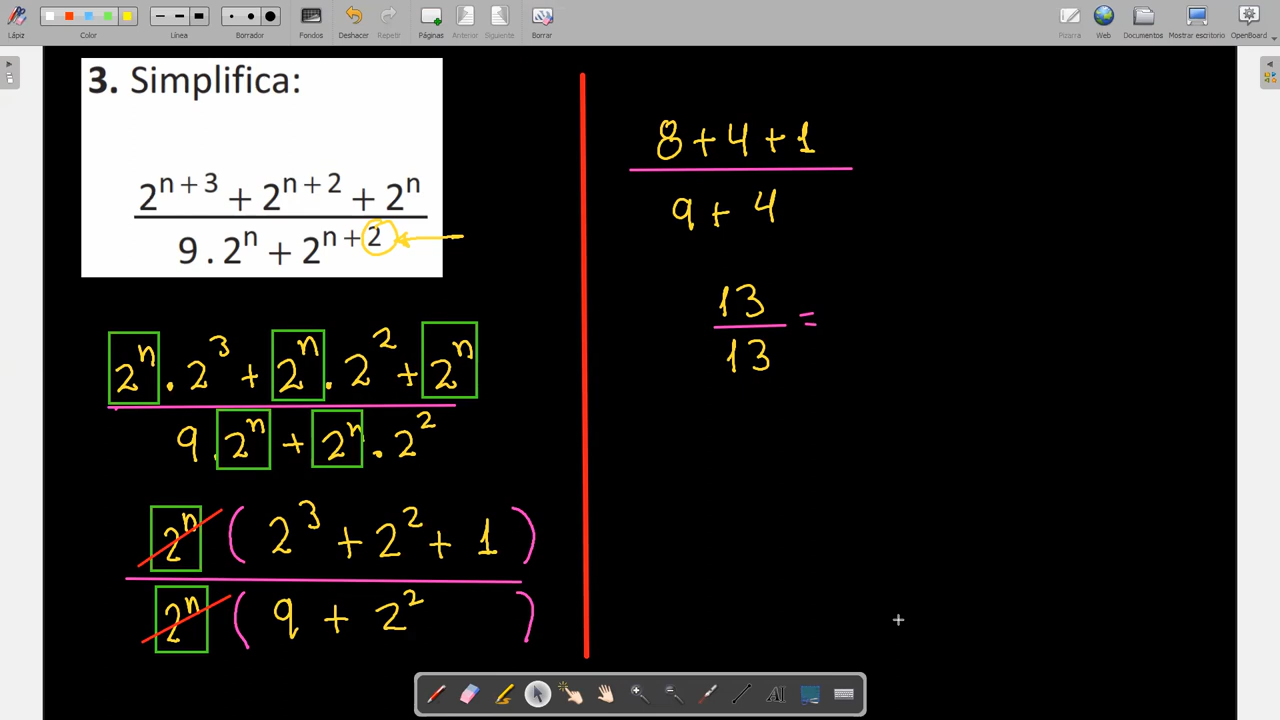 Lápiz Color Línea Borrador Fondos Deshacer Repetir Páginas Anterior Siguiente Borrar Pizarra Web Documentos Mostrar escritorio OpenBoard
3. Simplifica:
2^{n + 3} + 2^{n + 2} + 2^n
9 . 2^n + 2^{n + 2}
2^n . 2^3 + 2^n . 2^2 + 2^n
9 . 2^n + 2^n . 2^2
2^n ( 2^3 + 2^2 + 1 )
2^n ( 9 + 2^2 )
8 + 4 + 1
9 + 4
13
13 =
AI